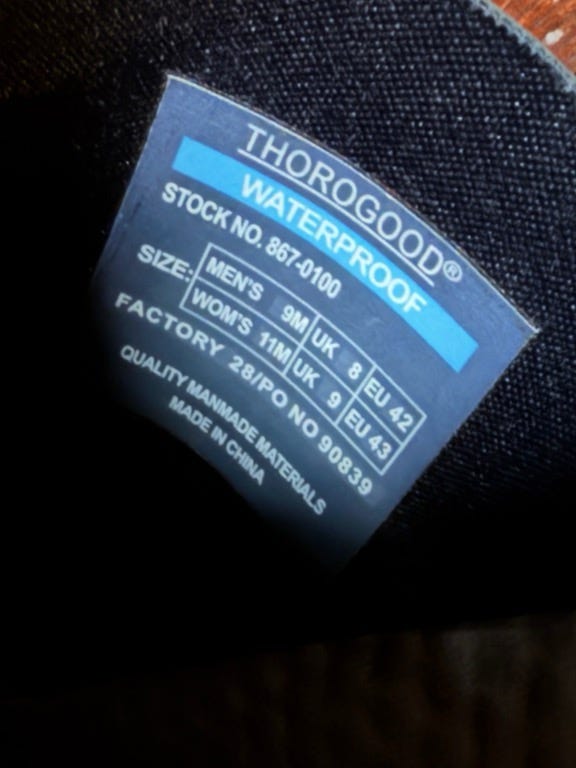 THOROGOOD®
WATERPROOF
STOCK NO. 867-0100
SIZE: MEN'S 9M UK 8 EU 42
WOM'S 11M UK 9 EU 43
FACTORY 28/PO NO 90839
QUALITY MANMADE MATERIALS
MADE IN CHINA